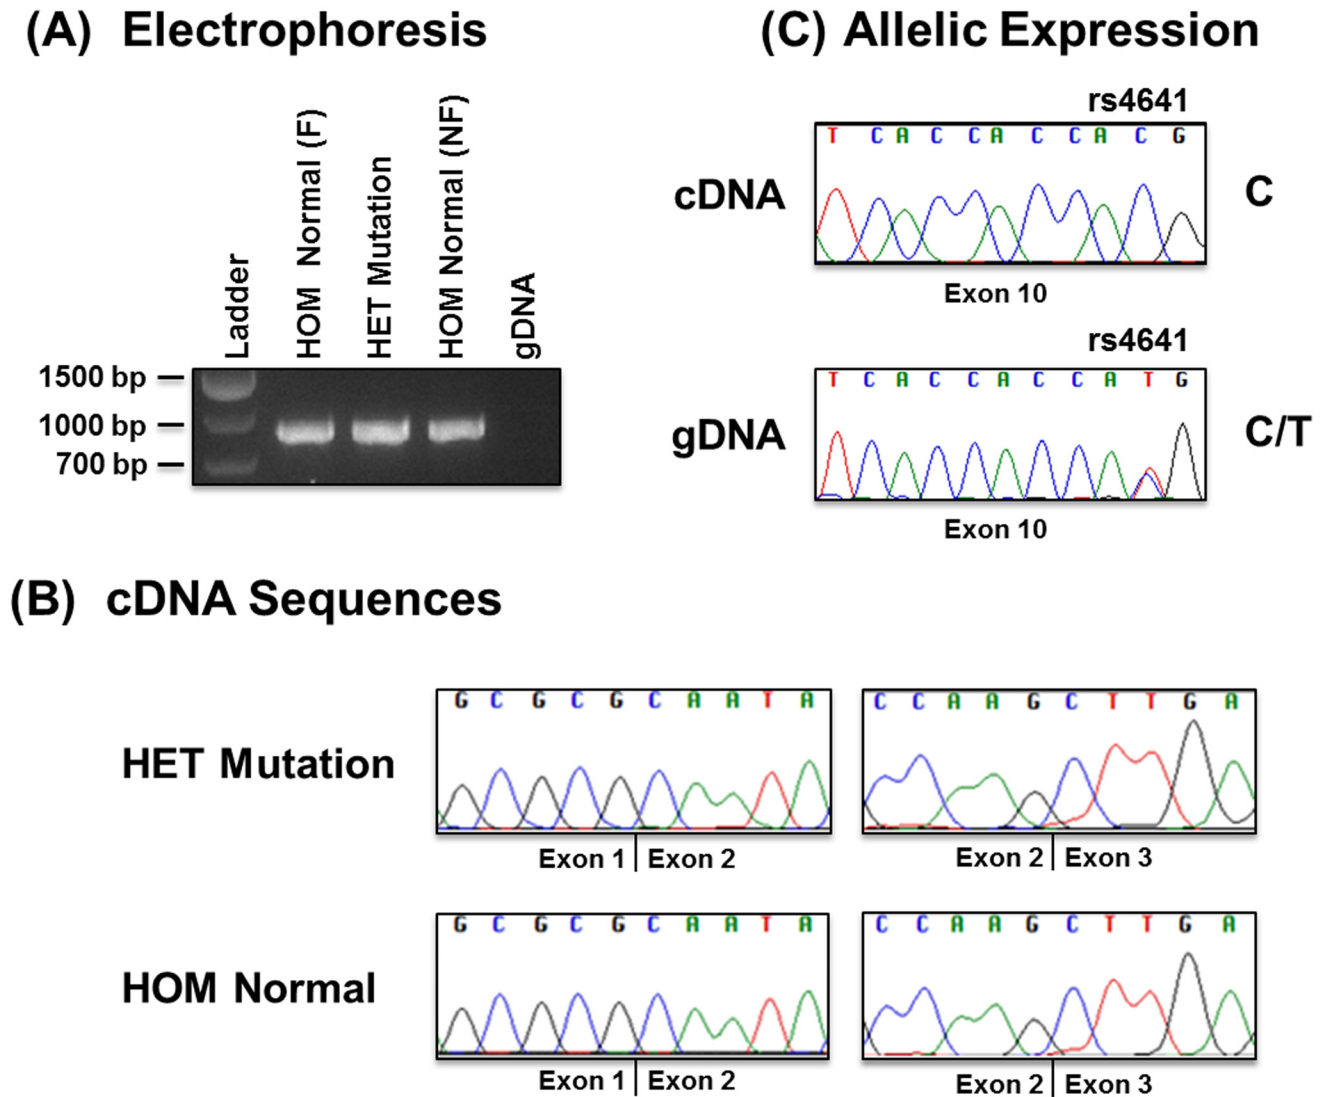 (A) Electrophoresis
Ladder
HOM Normal (F)
HET Mutation
HOM Normal (NF)
gDNA
1500 bp
1000 bp
700 bp
(C) Allelic Expression
rs4641
T C A C C A C C A C G
cDNA
C
Exon 10
rs4641
T C A C C A C C A T G
gDNA
C/T
Exon 10
(B) cDNA Sequences
HET Mutation
G C G C G C A A T A
Exon 1 | Exon 2
C C A A G C T T G A
Exon 2 | Exon 3
HOM Normal
G C G C G C A A T A
Exon 1 | Exon 2
C C A A G C T T G A
Exon 2 | Exon 3